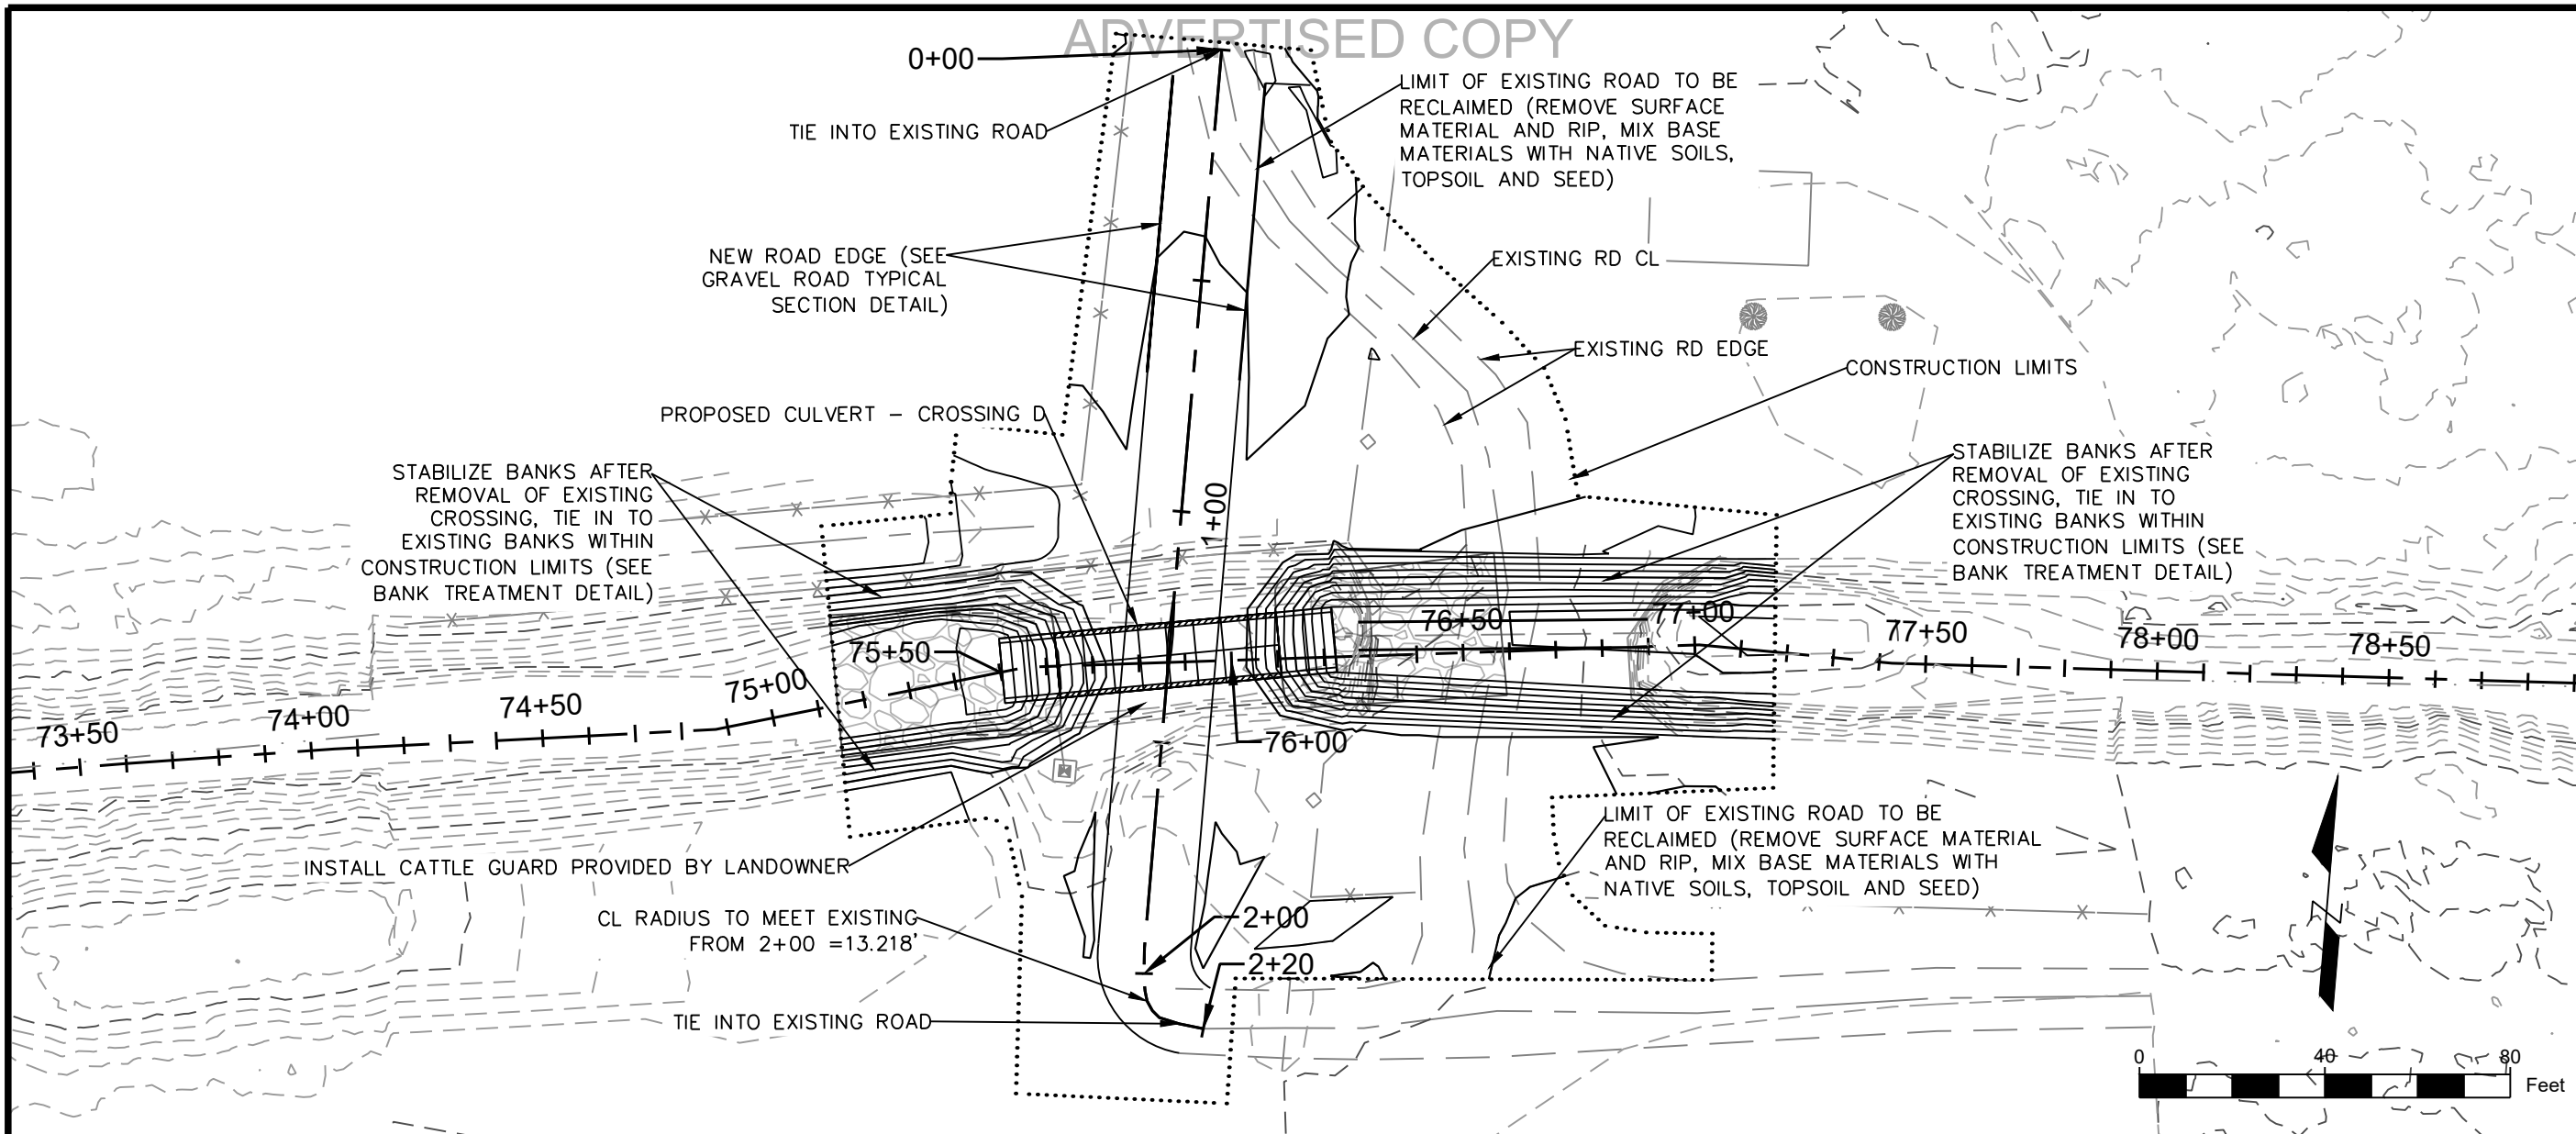 ADVERTISED COPY
0+00
TIE INTO EXISTING ROAD
LIMIT OF EXISTING ROAD TO BE
RECLAIMED (REMOVE SURFACE
MATERIAL AND RIP, MIX BASE
MATERIALS WITH NATIVE SOILS,
TOPSOIL AND SEED)
NEW ROAD EDGE (SEE
GRAVEL ROAD TYPICAL
SECTION DETAIL)
EXISTING RD CL
EXISTING RD EDGE
CONSTRUCTION LIMITS
PROPOSED CULVERT – CROSSING D
STABILIZE BANKS AFTER
REMOVAL OF EXISTING
CROSSING, TIE IN TO
EXISTING BANKS WITHIN
CONSTRUCTION LIMITS (SEE
BANK TREATMENT DETAIL)
STABILIZE BANKS AFTER
REMOVAL OF EXISTING
CROSSING, TIE IN TO
EXISTING BANKS WITHIN
CONSTRUCTION LIMITS (SEE
BANK TREATMENT DETAIL)
1+00
73+50
74+00
74+50
75+00
75+50
76+00
76+50
77+00
77+50
78+00
78+50
LIMIT OF EXISTING ROAD TO BE
RECLAIMED (REMOVE SURFACE MATERIAL
AND RIP, MIX BASE MATERIALS WITH
NATIVE SOILS, TOPSOIL AND SEED)
INSTALL CATTLE GUARD PROVIDED BY LANDOWNER
CL RADIUS TO MEET EXISTING
FROM 2+00 =13.218'
2+00
2+20
TIE INTO EXISTING ROAD
0 40 80
Feet